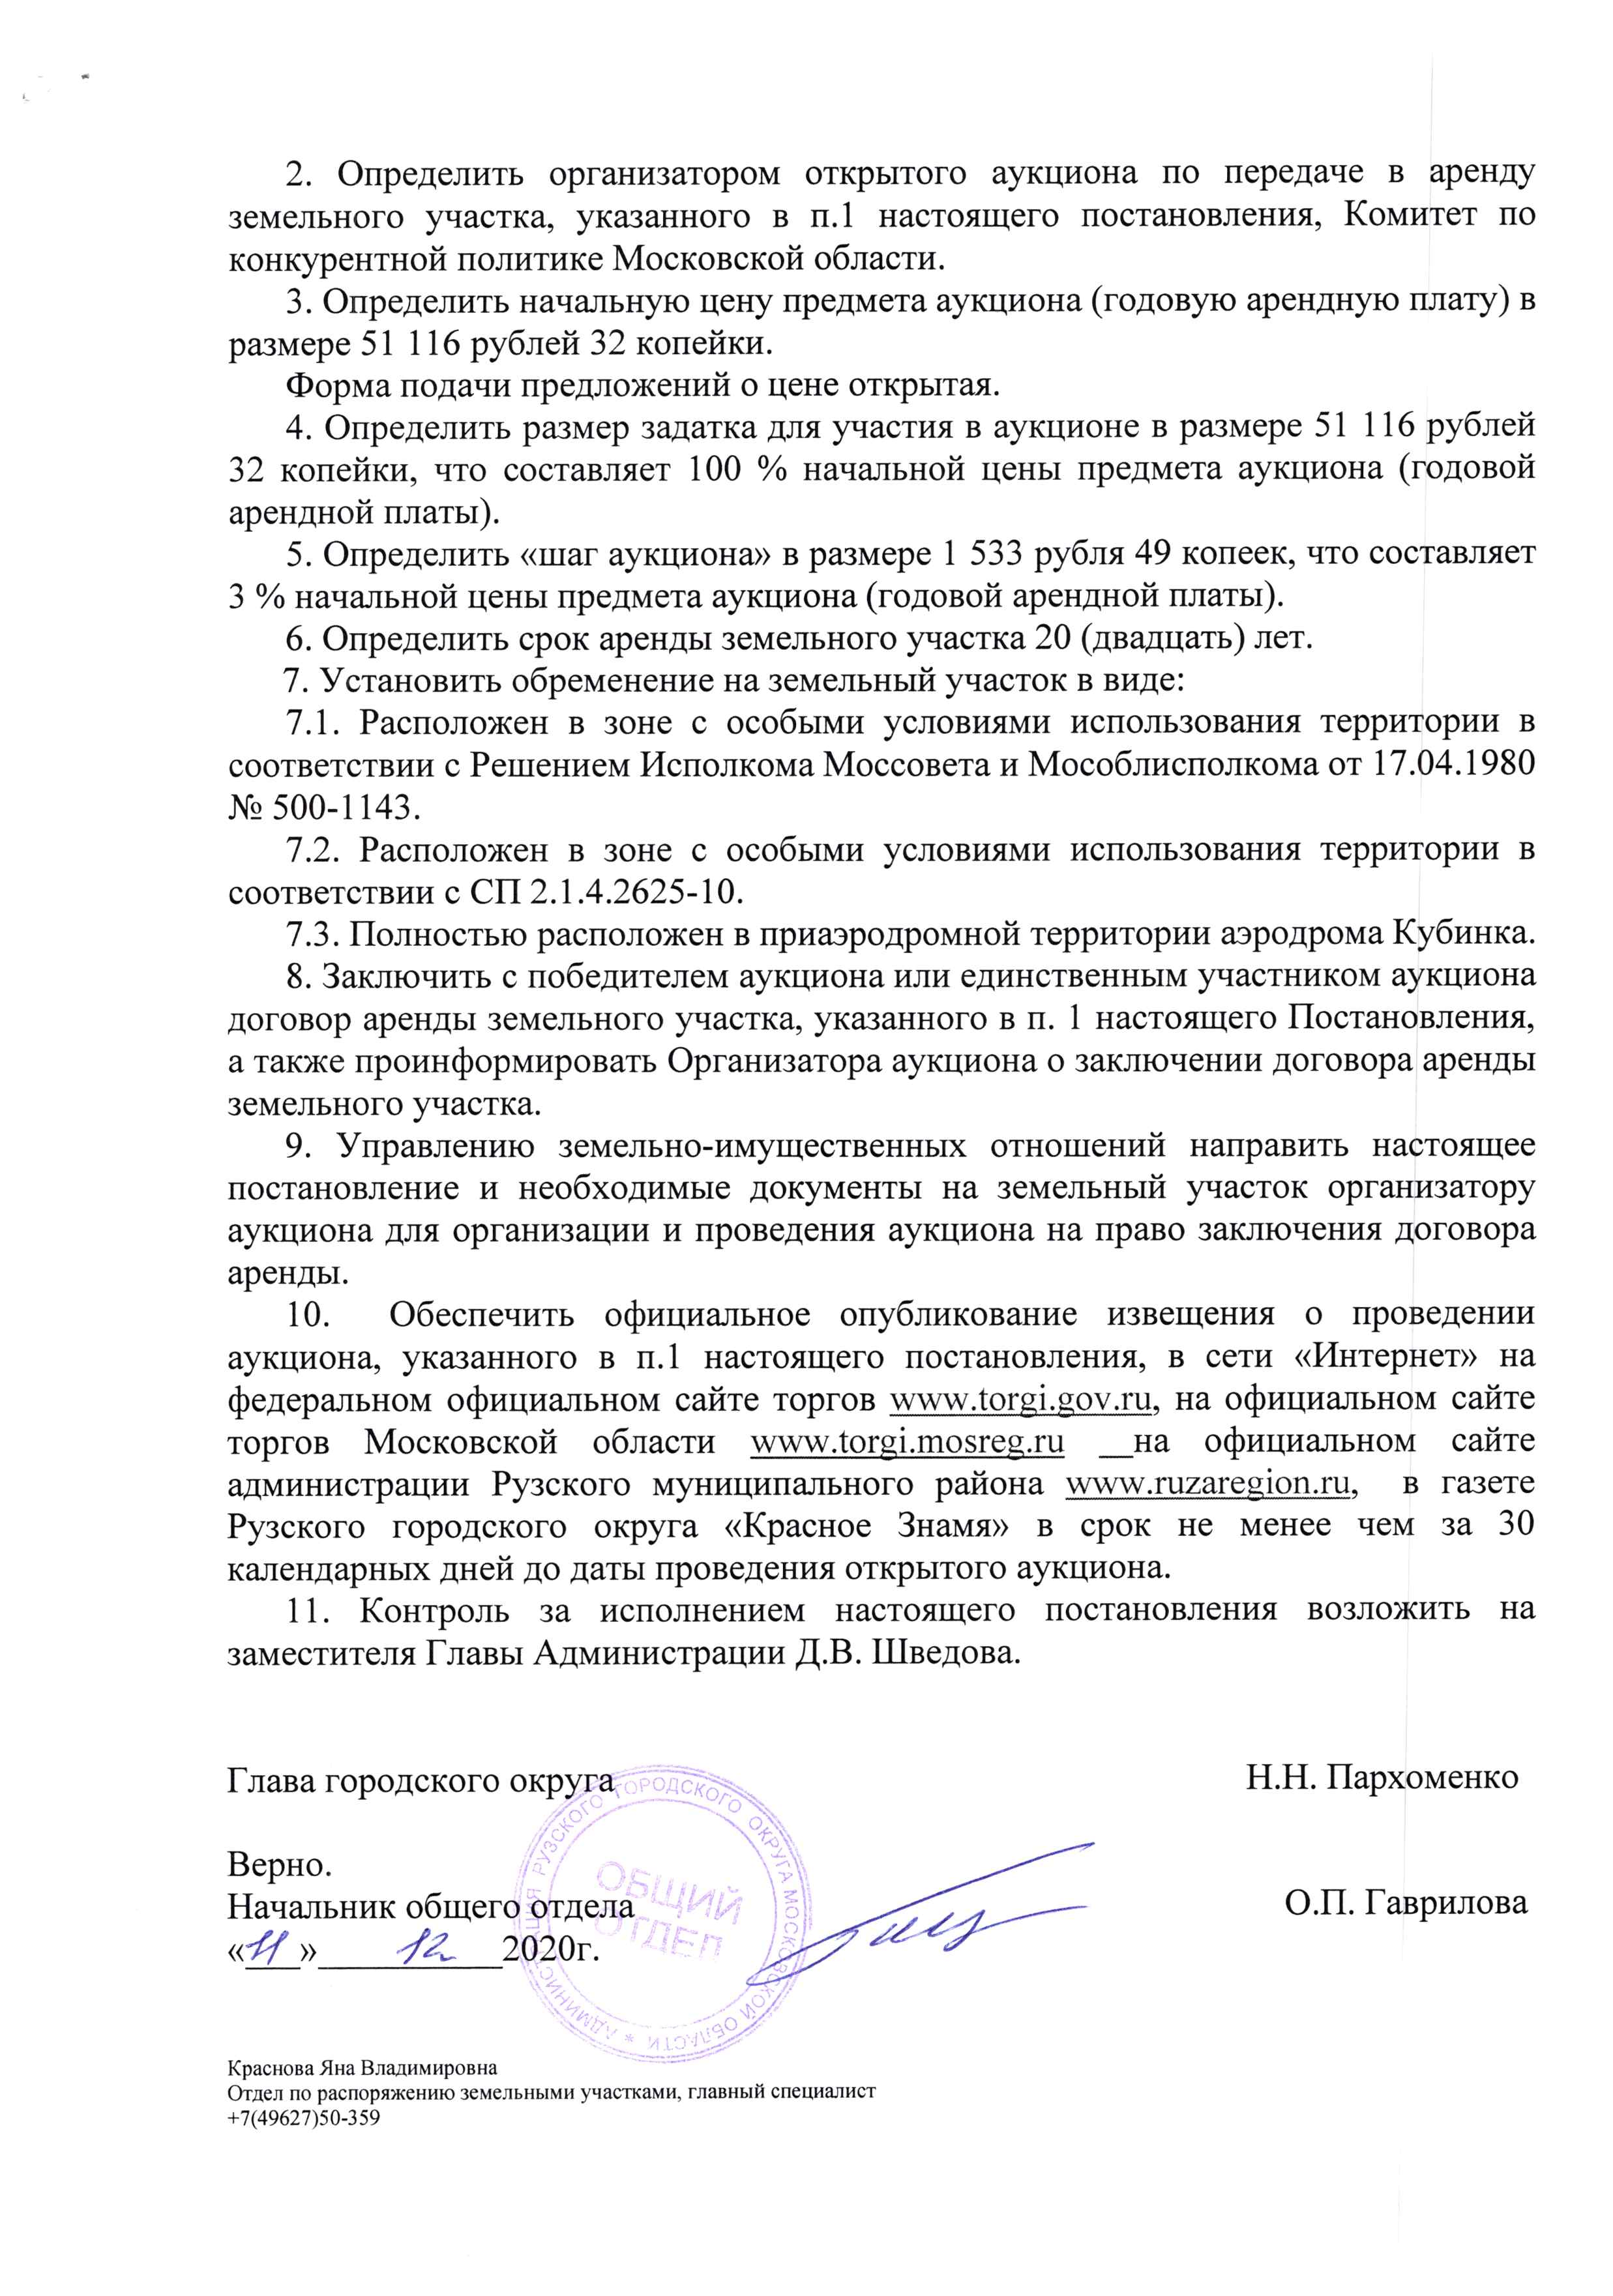 2. Определить организатором открытого аукциона по передаче в аренду
земельного участка, указанного в п.1 настоящего постановления, Комитет по
конкурентной политике Московской области.
3. Определить начальную цену предмета аукциона (годовую арендную плату) в
размере 51 116 рублей 32 копейки.
Форма подачи предложений о цене открытая.
4. Определить размер задатка для участия в аукционе в размере 51 116 рублей
32 копейки, что составляет 100 % начальной цены предмета аукциона (годовой
арендной платы).
5. Определить «шаг аукциона» в размере 1 533 рубля 49 копеек, что составляет
3 % начальной цены предмета аукциона (годовой арендной платы).
6. Определить срок аренды земельного участка 20 (двадцать) лет.
7. Установить обременение на земельный участок в виде:
7.1. Расположен в зоне с особыми условиями использования территории в
соответствии с Решением Исполкома Моссовета и Мособлисполкома от 17.04.1980
№ 500-1143.
7.2. Расположен в зоне с особыми условиями использования территории в
соответствии с СП 2.1.4.2625-10.
7.3. Полностью расположен в приаэродромной территории аэродрома Кубинка.
8. Заключить с победителем аукциона или единственным участником аукциона
договор аренды земельного участка, указанного в п. 1 настоящего Постановления,
а также проинформировать Организатора аукциона о заключении договора аренды
земельного участка.
9. Управлению земельно-имущественных отношений направить настоящее
постановление и необходимые документы на земельный участок организатору
аукциона для организации и проведения аукциона на право заключения договора
аренды.
10. Обеспечить официальное опубликование извещения о проведении
аукциона, указанного в п.1 настоящего постановления, в сети «Интернет» на
федеральном официальном сайте торгов www.torgi.gov.ru, на официальном сайте
торгов Московской области www.torgi.mosreg.ru __на официальном сайте
администрации Рузского муниципального района www.ruzaregion.ru, в газете
Рузского городского округа «Красное Знамя» в срок не менее чем за 30
календарных дней до даты проведения открытого аукциона.
11. Контроль за исполнением настоящего постановления возложить на
заместителя Главы Администрации Д.В. Шведова.
Глава городского округа Н.Н. Пархоменко
Верно.
Начальник общего отдела О.П. Гаврилова
«11» 12 2020г.
АДМИНИСТРАЦИЯ РУЗСКОГО ГОРОДСКОГО ОКРУГА МОСКОВСКОЙ ОБЛАСТИ *
ОБЩИЙ
ОТДЕЛ
Краснова Яна Владимировна
Отдел по распоряжению земельными участками, главный специалист
+7(49627)50-359